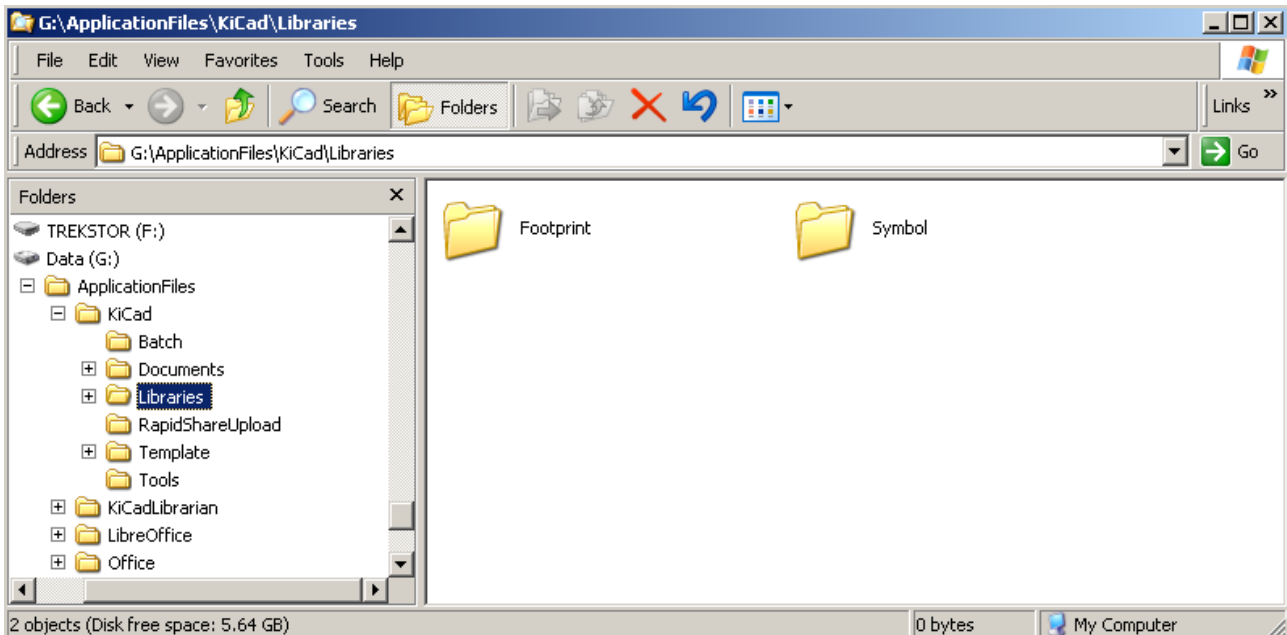 G:\ApplicationFiles\KiCad\Libraries
File Edit View Favorites Tools Help
Back Search Folders Links »
Address G:\ApplicationFiles\KiCad\Libraries Go
Folders
TREKSTOR (F:)
Data (G:)
ApplicationFiles
KiCad
Batch
Documents
Libraries
RapidShareUpload
Template
Tools
KiCadLibrarian
LibreOffice
Office
Footprint Symbol
2 objects (Disk free space: 5.64 GB) 0 bytes My Computer